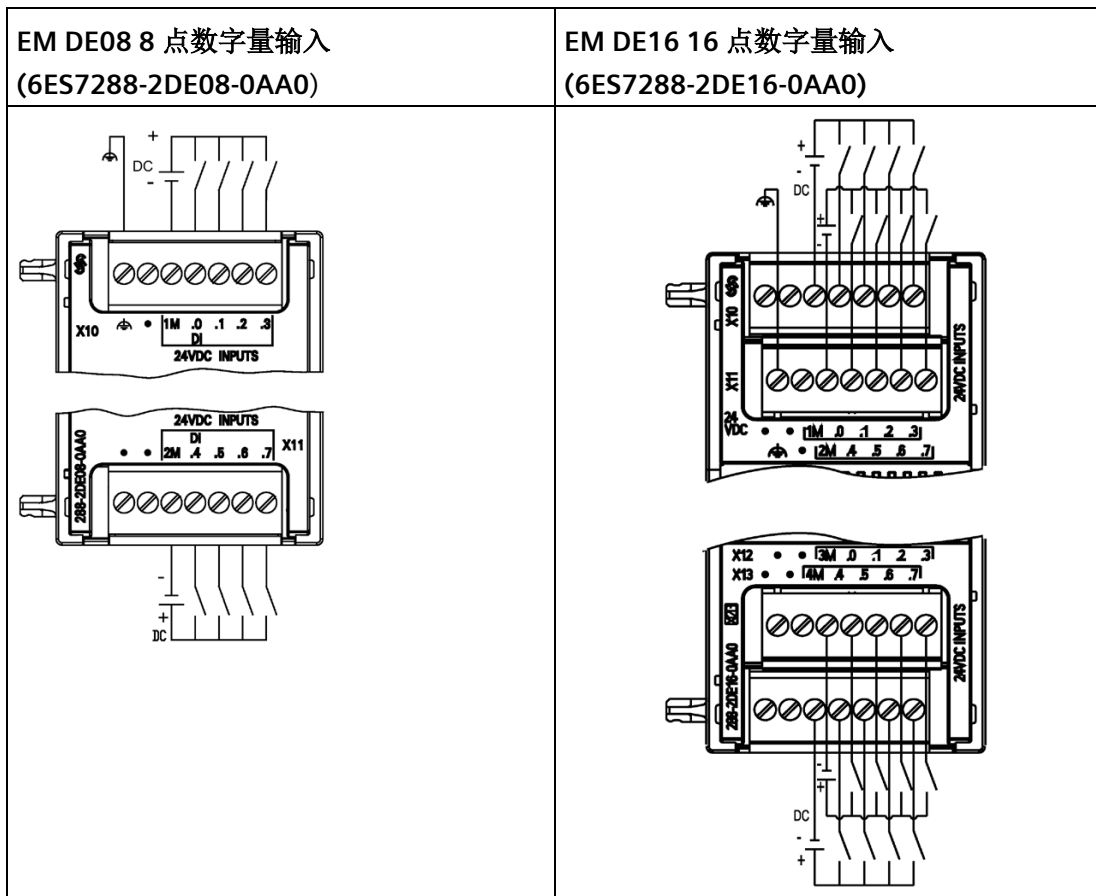 EM DE08 8 点数字量输入
(6ES7288-2DE08-0AA0)
EM DE16 16 点数字量输入
(6ES7288-2DE16-0AA0)
+
DC
-
X10
• 1M .0 .1 .2 .3
DI
24VDC INPUTS
24VDC INPUTS
DI
• • 2M .4 .5 .6 .7
X11
288-2DE08-0AA0
-
+
DC
+
-
DC
+
-
X10
X11
24VDC INPUTS
24
VDC • • 1M .0 .1 .2 .3
• 2M .4 .5 .6 .7
X12 • • 3M .0 .1 .2 .3
X13 • • 4M .4 .5 .6 .7
24VDC INPUTS
288-2DE16-0AA0
-
+
DC
-
+